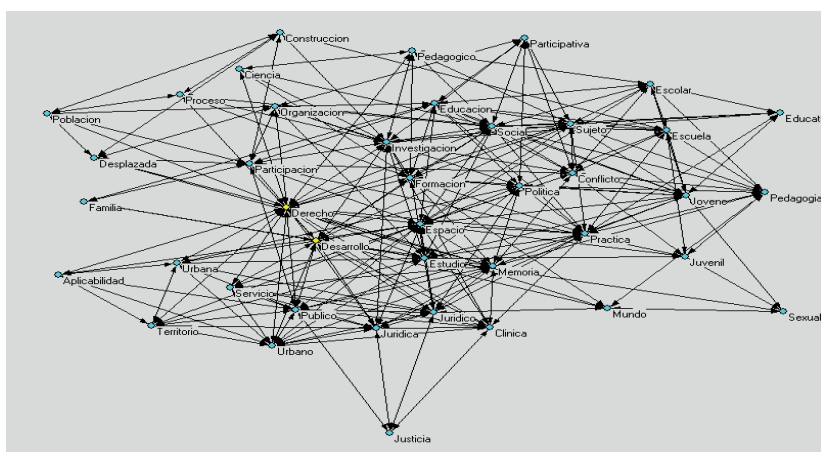 Construccion
Participativa
Pedagogico
Ciencia
Escolar
Proceso
Educacion
Organizacion
Poblacion
Social
Sujeto
Escuela
Educat
Investigacion
Desplazada
Participacion
Formacion
Conflicto
Politica
Joveno
Pedagogia
Familia
Derecho
Espacio
Practica
Desarrollo
Estudio
Memoria
Juvenil
Urbana
Aplicabilidad
Servicio
Publico
Juridico
Mundo
Sexual
Territorio
Urbano
Juridica
Clinica
Justicia